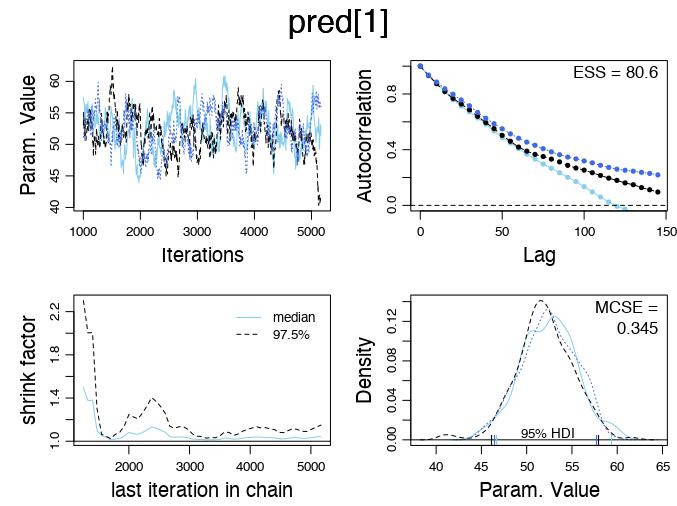 pred[1]
Param. Value
40 45 50 55 60
1000 2000 3000 4000 5000
Iterations
ESS = 80.6
Autocorrelation
0.0 0.4 0.8
0 50 100 150
Lag
shrink factor
1.0 1.4 1.8 2.2
median
97.5%
2000 3000 4000 5000
last iteration in chain
MCSE =
0.345
Density
0.00 0.04 0.08 0.12
95% HDI
40 45 50 55 60 65
Param. Value